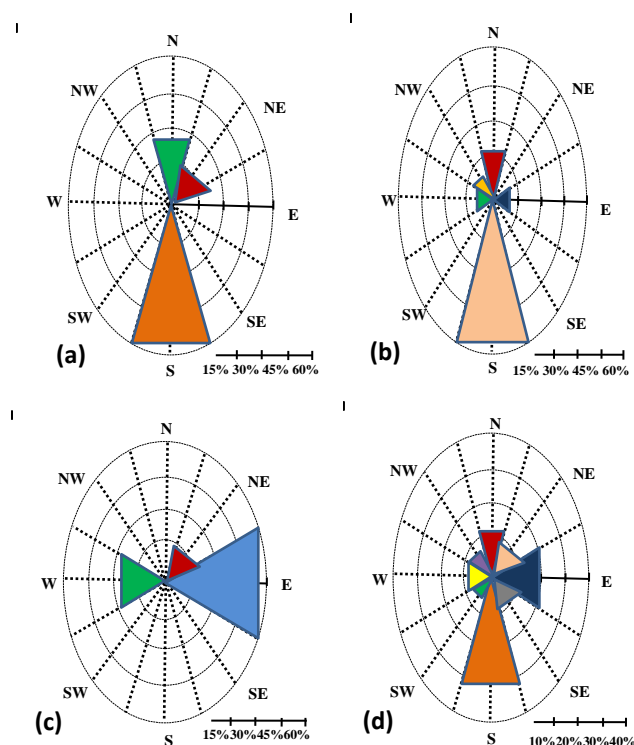 N
NW
NE
W
E
SW
SE
S
(a)
15% 30% 45% 60%
N
NW
NE
W
E
SW
SE
S
(b)
15% 30% 45% 60%
N
NW
NE
W
E
SW
SE
S
(c)
15%30%45%60%
N
NW
NE
W
E
SW
SE
S
(d)
10%20%30%40%